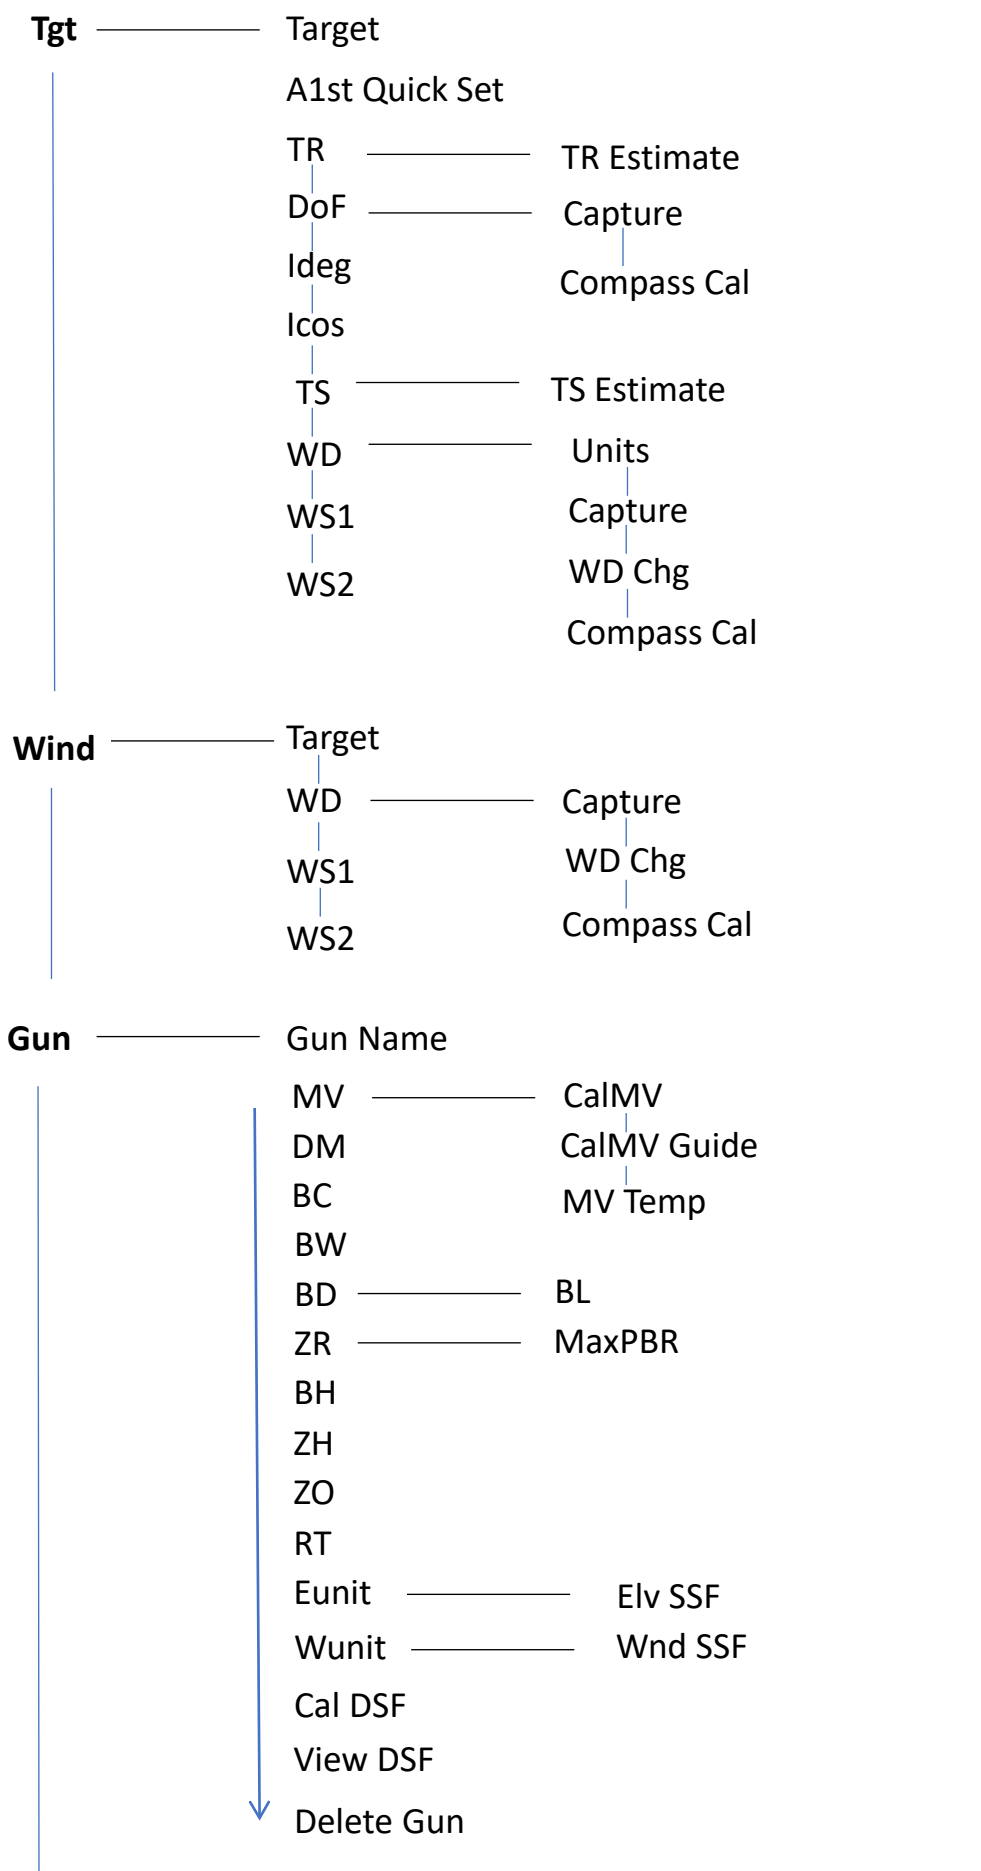 Tgt Target
A1st Quick Set
TR TR Estimate
DoF Capture
Ideg Compass Cal
Icos
TS TS Estimate
WD Units
WS1 Capture
WS2 WD Chg
Compass Cal
Wind Target
WD Capture
WS1 WD Chg
WS2 Compass Cal
Gun Gun Name
MV CalMV
DM CalMV Guide
BC MV Temp
BW
BD BL
ZR MaxPBR
BH
ZH
ZO
RT
Eunit Elv SSF
Wunit Wnd SSF
Cal DSF
View DSF
Delete Gun